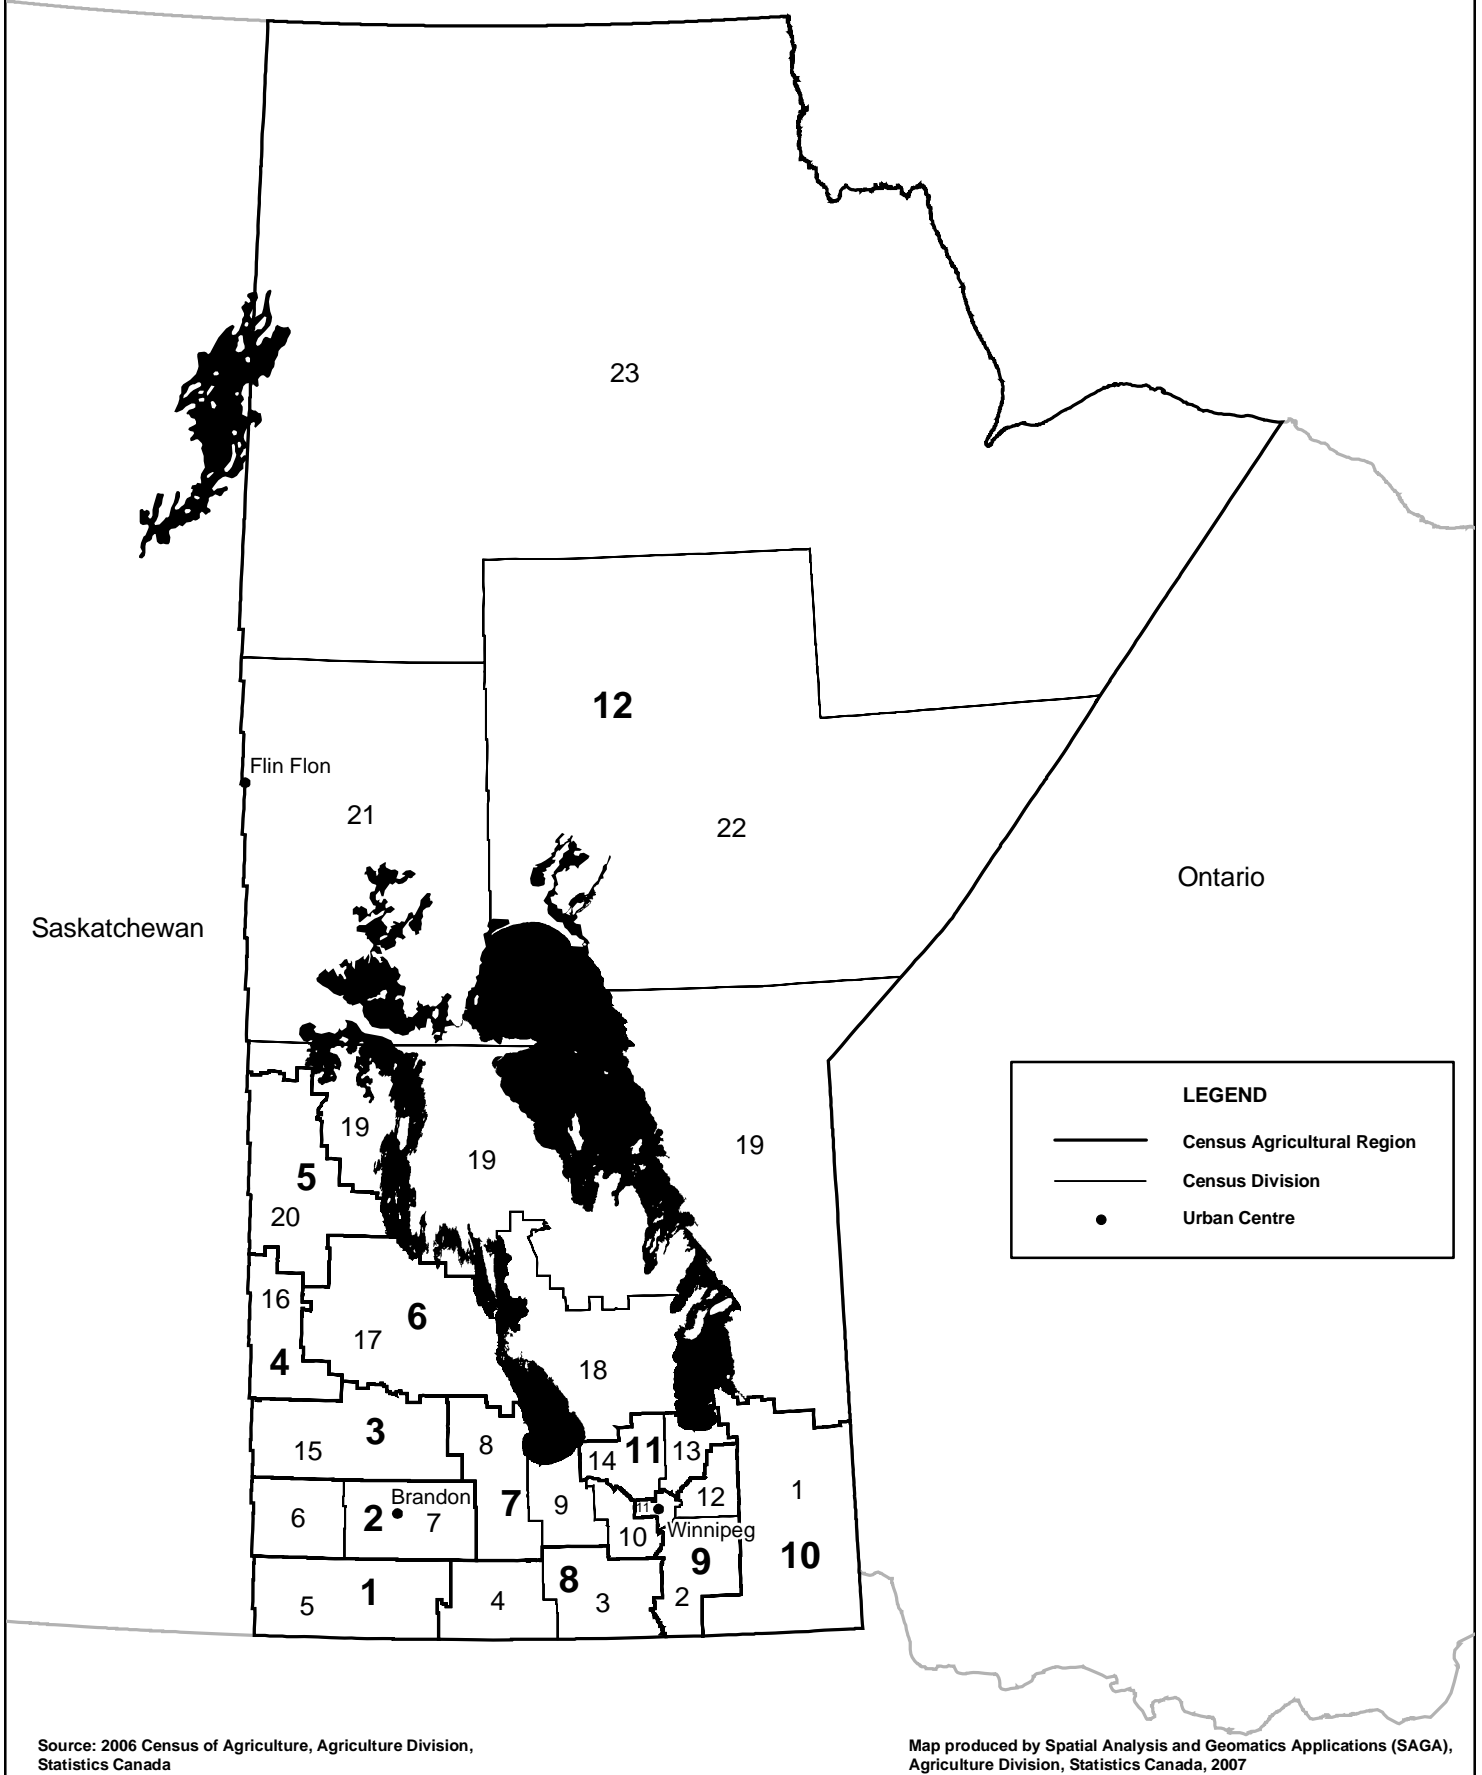 23
12
Flin Flon
21
22
Ontario
Saskatchewan
LEGEND
Census Agricultural Region
Census Division
Urban Centre
19
19
19
5
20
16
6
17
4
18
3
15
8
11
13
14
Brandon
6
2
7
7
9
11
12
1
10
Winnipeg
9
10
8
1
5
4
3
2
Source: 2006 Census of Agriculture, Agriculture Division,
Statistics Canada
Map produced by Spatial Analysis and Geomatics Applications (SAGA),
Agriculture Division, Statistics Canada, 2007